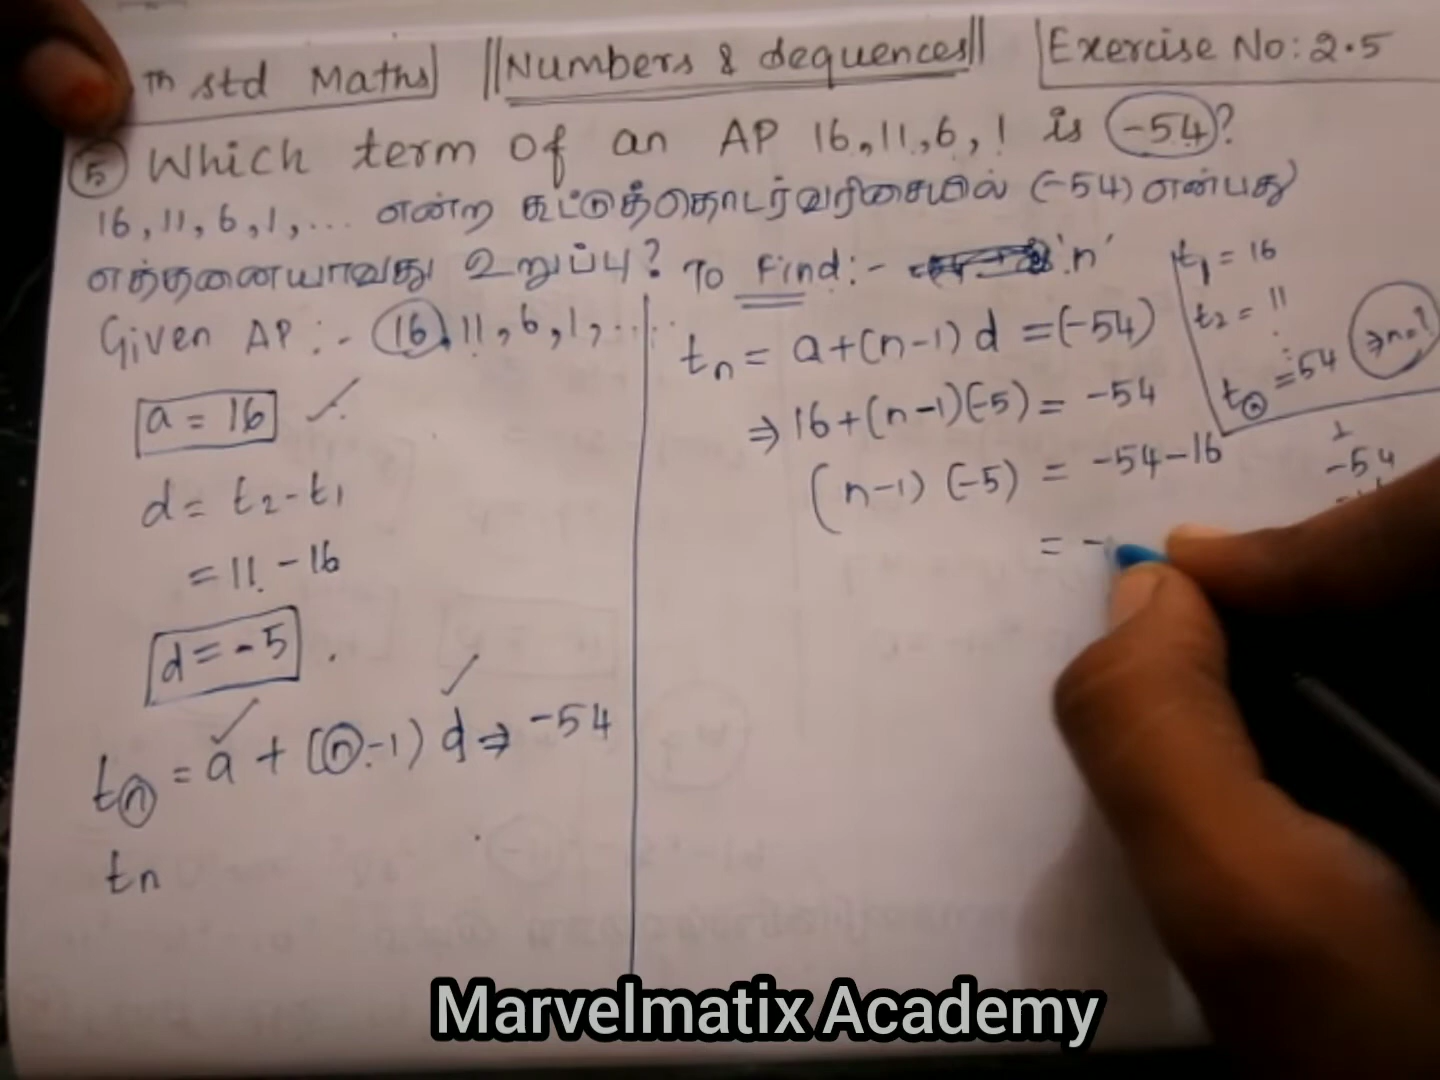 Th std Maths || Numbers & Sequences || Exercise No: 2.5
5 Which term of an AP 16, 11, 6, 1 is -54?
16, 11, 6, 1, ... என்ற கூட்டுத்தொடர்வரிசையில் (-54) என்பது
எத்தனையாவது உறுப்பு? To Find:- 'n'
Given AP :- 16, 11, 6, 1, .....
a = 16
d = t2 - t1
= 11 - 16
d = -5
tn = a + (n-1) d ⇒ -54
tn
tn = a+(n-1) d =(-54)
⇒ 16+(n-1)(-5) = -54
(n-1) (-5) = -54-16
= -
t1 = 16
t2 = 11
:
tn = -54 ⇒ n=?
-54
Marvelmatix Academy